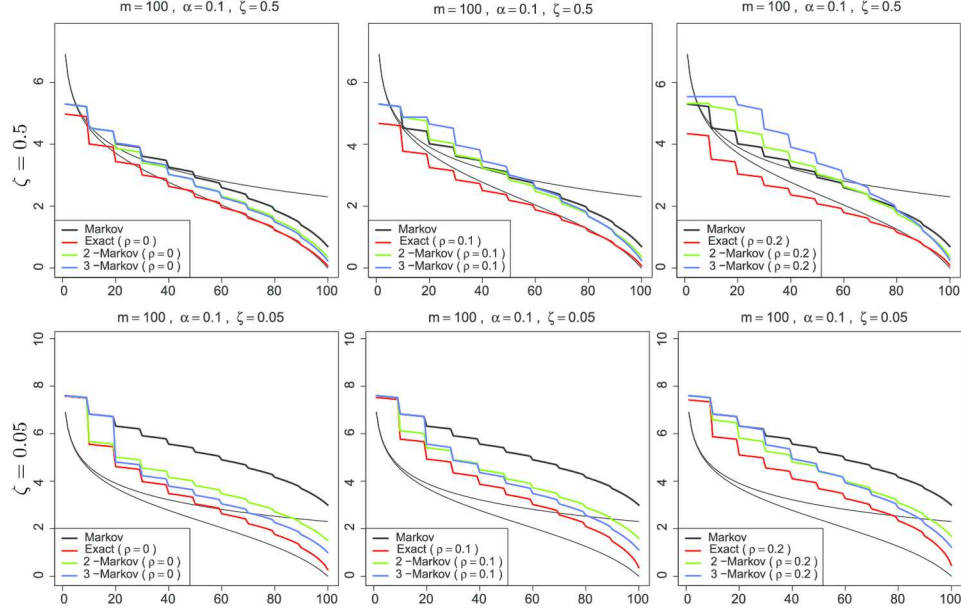 m = 100 , α = 0.1 , ζ = 0.5
m = 100 , α = 0.1 , ζ = 0.5
m = 100 , α = 0.1 , ζ = 0.5
ζ = 0.5
6
4
2
0
Markov
Exact ( ρ = 0 )
2 −Markov ( ρ = 0 )
3 −Markov ( ρ = 0 )
0 20 40 60 80 100
6
4
2
0
Markov
Exact ( ρ = 0.1 )
2 −Markov ( ρ = 0.1 )
3 −Markov ( ρ = 0.1 )
0 20 40 60 80 100
6
4
2
0
Markov
Exact ( ρ = 0.2 )
2 −Markov ( ρ = 0.2 )
3 −Markov ( ρ = 0.2 )
0 20 40 60 80 100
m = 100 , α = 0.1 , ζ = 0.05
m = 100 , α = 0.1 , ζ = 0.05
m = 100 , α = 0.1 , ζ = 0.05
ζ = 0.05
10
8
6
4
2
0
Markov
Exact ( ρ = 0 )
2 −Markov ( ρ = 0 )
3 −Markov ( ρ = 0 )
0 20 40 60 80 100
10
8
6
4
2
0
Markov
Exact ( ρ = 0.1 )
2 −Markov ( ρ = 0.1 )
3 −Markov ( ρ = 0.1 )
0 20 40 60 80 100
10
8
6
4
2
0
Markov
Exact ( ρ = 0.2 )
2 −Markov ( ρ = 0.2 )
3 −Markov ( ρ = 0.2 )
0 20 40 60 80 100